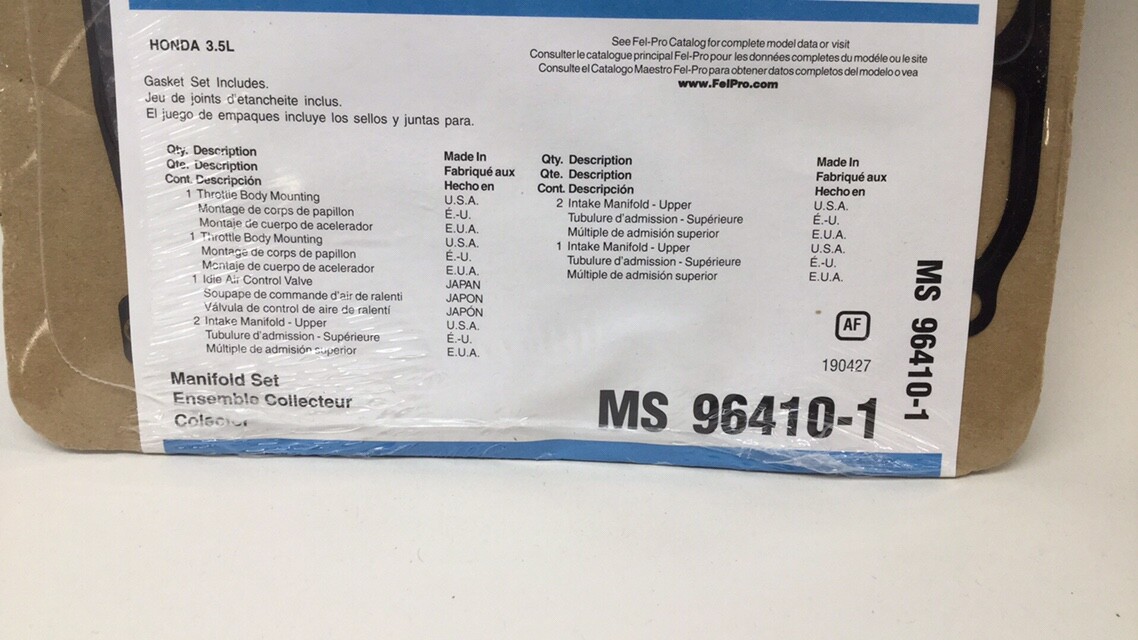 HONDA 3.5L
See Fel-Pro Catalog for complete model data or visit
Consulter le catalogue principal Fel-Pro pour les données completes du modéle ou le site
Consulte el Catalogo Maestro Fel-Pro para obtener datos completos del modelo o vea
www.FelPro.com
Gasket Set Includes.
Jeu de joints d'etancheite inclus.
El juego de empaques incluye los sellos y juntas para.
Qty. Description Made In
Qte. Description Fabriqué aux
Cont. Descripción Hecho en
1 Throttle Body Mounting U.S.A.
Montage de corps de papillon É.-U.
Montaje de cuerpo de acelerador E.U.A.
1 Throttle Body Mounting U.S.A.
Montage de corps de papillon É.-U.
Montaje de cuerpo de acelerador E.U.A.
1 Idle Air Control Valve JAPAN
Soupape de commande d'air de ralenti JAPON
Válvula de control de aire de ralentí JAPÓN
2 Intake Manifold - Upper U.S.A.
Tubulure d'admission - Supérieure É.-U.
Múltiple de admisión superior E.U.A.
Qty. Description Made In
Qte. Description Fabriqué aux
Cont. Descripción Hecho en
2 Intake Manifold - Upper U.S.A.
Tubulure d'admission - Supérieure É.-U.
Múltiple de admisión superior E.U.A.
1 Intake Manifold - Upper U.S.A.
Tubulure d'admission - Supérieure É.-U.
Múltiple de admisión superior E.U.A.
AF
190427
Manifold Set
Ensemble Collecteur
Colector
MS 96410-1
MS 96410-1